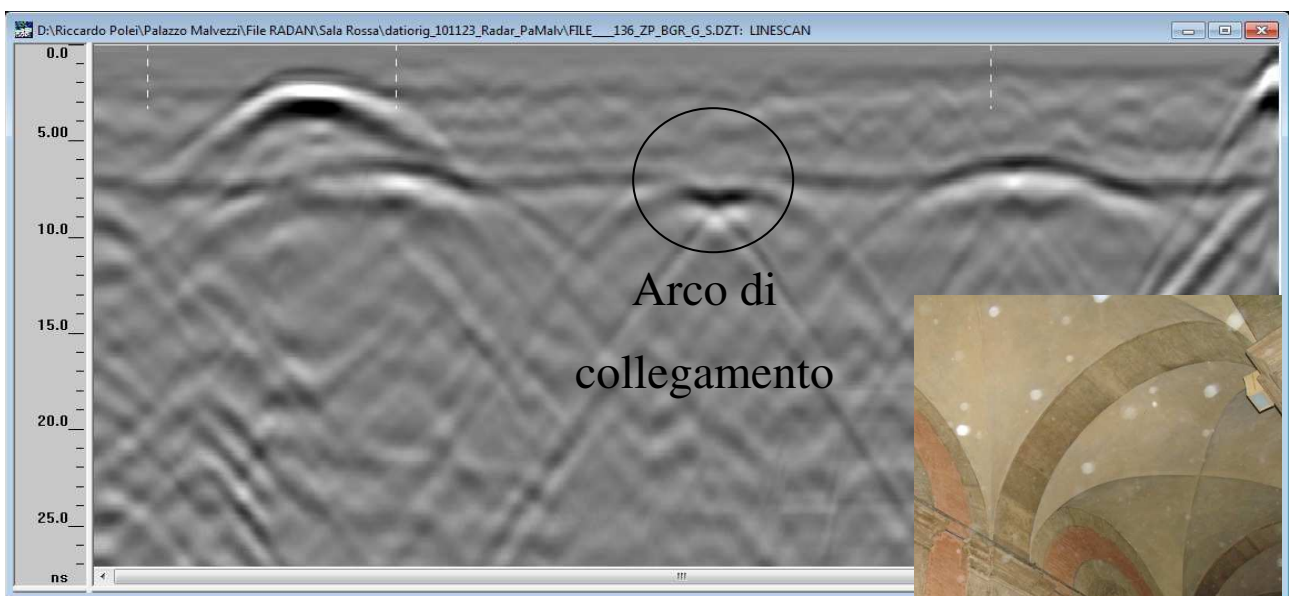 D:\Riccardo Polei\Palazzo Malvezzi\File RADAN\Sala Rossa\datiorig_101123_Radar_PaMalv\FILE___136_ZP_BGR_G_S.DZT: LINESCAN
0.0
5.00
10.0
Arco di
15.0
collegamento
20.0
25.0
ns